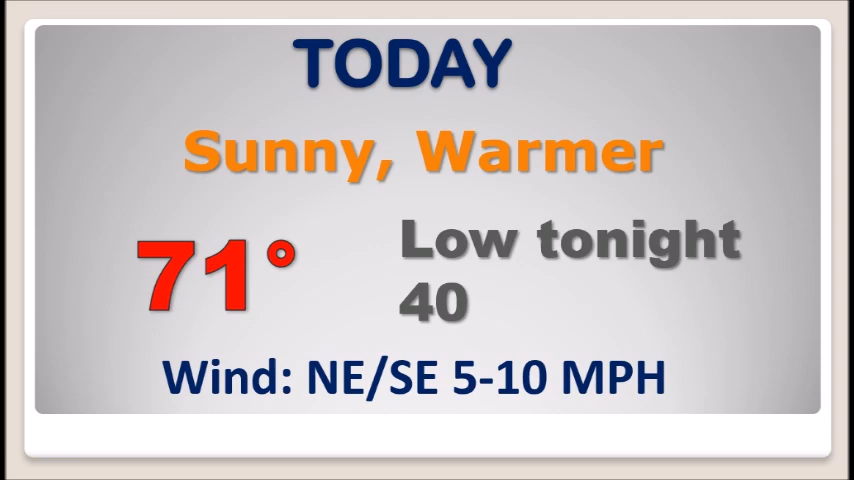 TODAY
Sunny, Warmer
71°
Low tonight
40
Wind: NE/SE 5-10 MPH